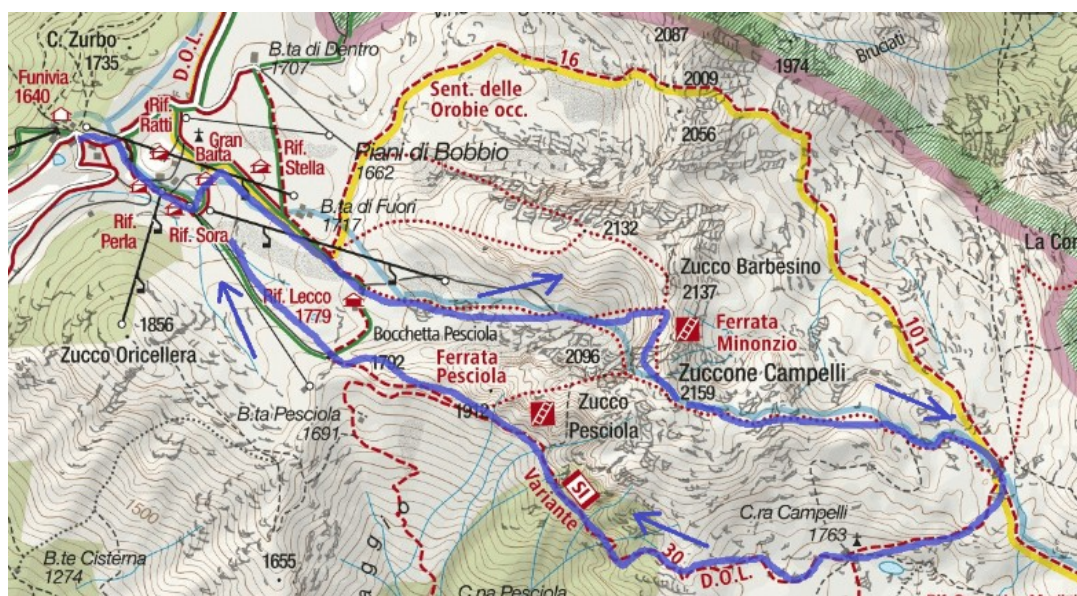 C. Zurbo
1735
D.O.L.
B.ta di Dentro
1707
Funivia
1640
Rif.
Ratti
Gran
Baita
Rif.
Stella
Sent. delle
Orobie occ.
16
2087
2009
1974
Bruciati
2056
Piani di Bobbio
1662
B.ta di Fuori
1717
Rif.
Perla
Rif. Sora
2132
Zucco Barbesino
2137
La Cor
Rif. Lecco
1779
1856
Zucco Oricellera
Bocchetta Pesciola
1792
Ferrata
Pesciola
2096
Ferrata
Minonzio
101
Zuccone Campelli
2159
1912
Zucco
Pesciola
B.ta Pesciola
1691
Variante
SI
1500
C.ra Campelli
1763
B.te Cisterna
1274
1655
a g
30
D.O.L.
C.na Pesciola